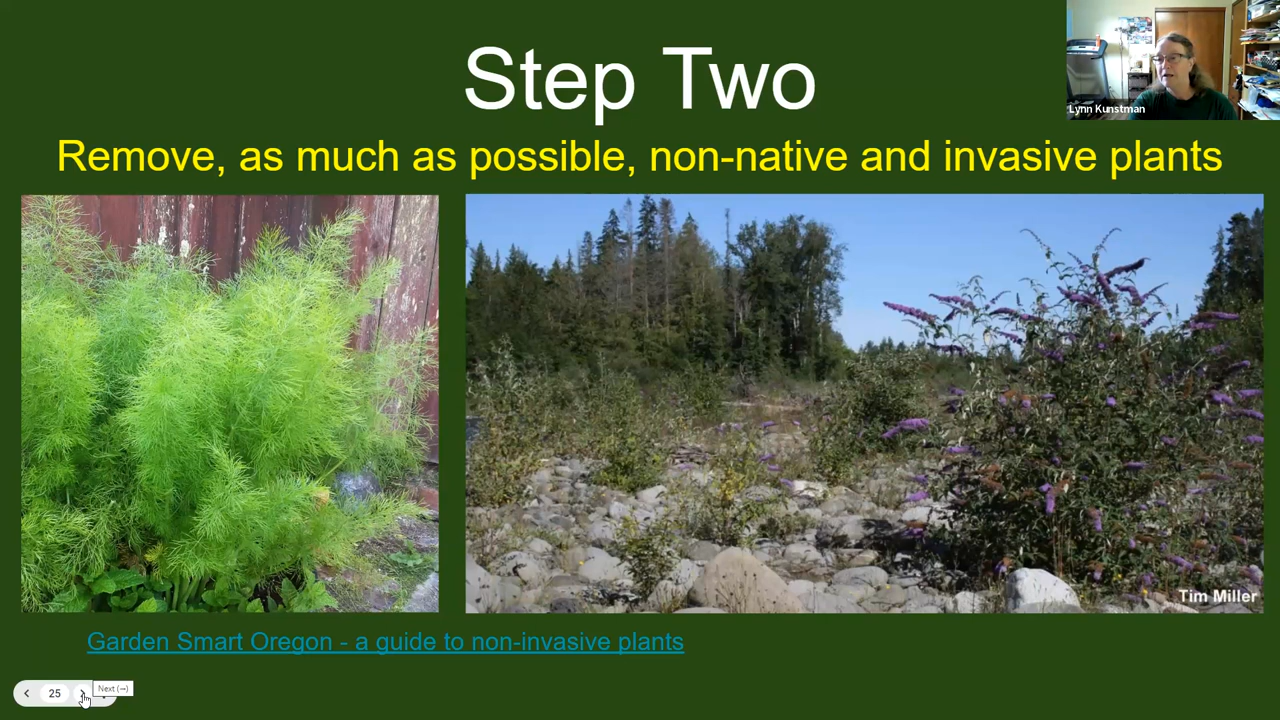 Step Two
Lynn Kunstman
Remove, as much as possible, non-native and invasive plants
Tim Miller
Garden Smart Oregon - a guide to non-invasive plants
25
Next (→)